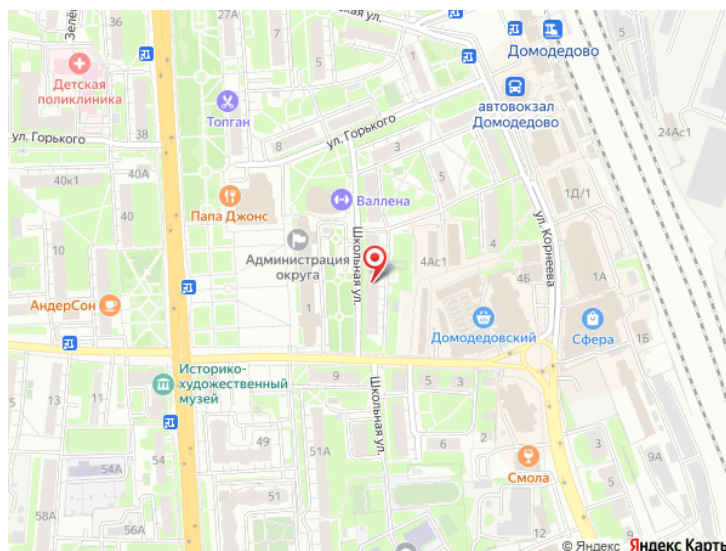 36
27А
ская ул.
5
Домодедово
5
Детская
поликлиника
Топган
автовокзал
Домодедово
24Ас1
ул. Горького
38
8
ул. Горького
3
5
1Д/1
40к1
40А
40
Папа Джонс
Валлена
ул. Корнеева
10
Администрация
округа
Школьная ул.
4Ас1
4
4Б
1А
АндерСон
1
Домодедовский
Сфера
1Б
11
Историко-
художественный
музей
9
5
5
Школьная ул.
13
54
49
51А
6
2
3
54А
Смола
5
9А
51
12
58А
56А
3
© Яндекс Яндекс Карты